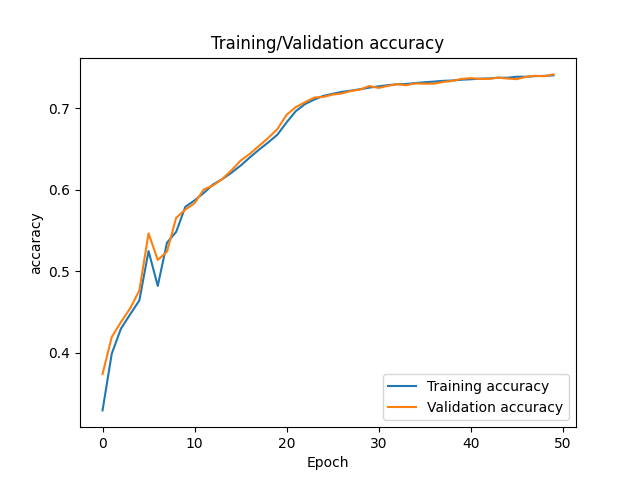 Training/Validation accuracy
accaracy
0.7
0.6
0.5
0.4
Training accuracy
Validation accuracy
0 10 20 30 40 50
Epoch